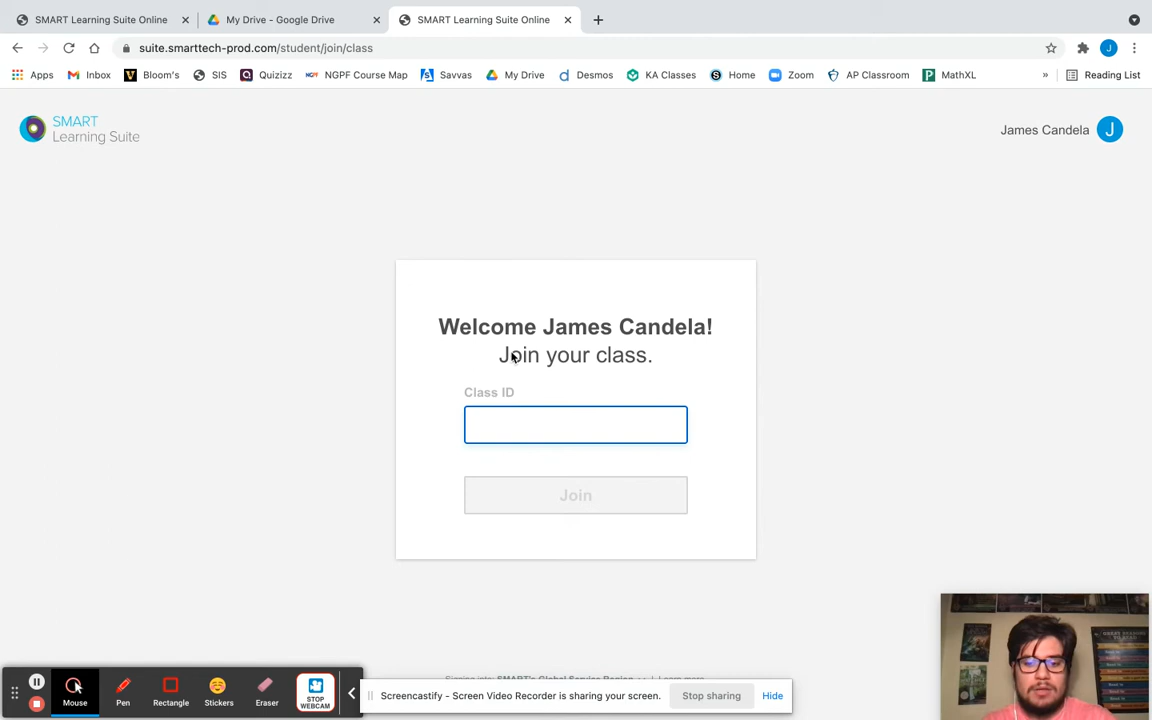 SMART Learning Suite Online
My Drive - Google Drive
SMART Learning Suite Online
suite.smarttech-prod.com/student/join/class
J
Apps
Inbox
Bloom's
SIS
Quizizz
NGPF Course Map
Savvas
My Drive
Desmos
KA Classes
Home
Zoom
AP Classroom
MathXL
»
Reading List
SMART
Learning Suite
James Candela
J
Welcome James Candela!
Join your class.
Class ID
Join
Mouse
Pen
Rectangle
Stickers
Eraser
STOP
WEBCAM
Screencastify - Screen Video Recorder is sharing your screen.
Stop sharing
Hide